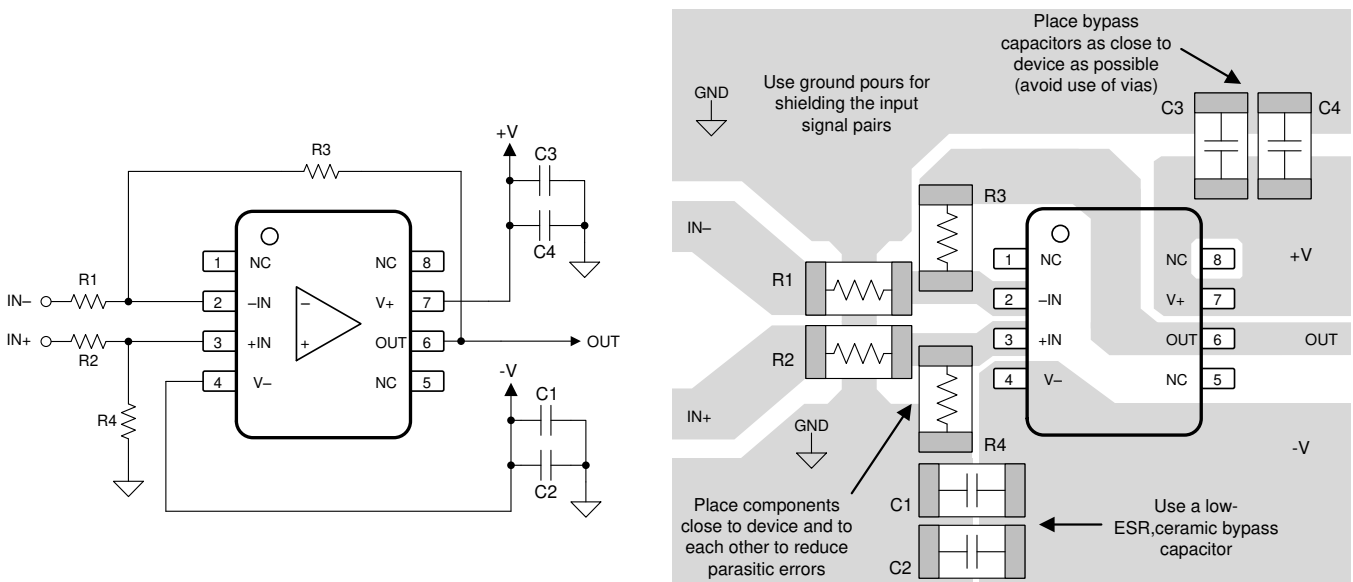 R3
+V
C3
C4
1
NC
NC
8
R1
IN–
2
–IN
–
V+
7
IN+
3
+IN
+
OUT
6
OUT
R2
4
V–
NC
5
-V
C1
R4
C2
Place bypass
capacitors as close to
device as possible
(avoid use of vias)
Use ground pours for
shielding the input
signal pairs
GND
C3
C4
R3
IN–
1
NC
NC
8
+V
R1
2
–IN
V+
7
3
+IN
OUT
6
OUT
R2
4
V–
NC
5
IN+
GND
R4
-V
C1
Place components
close to device and to
each other to reduce
parasitic errors
Use a low-
ESR,ceramic bypass
capacitor
C2